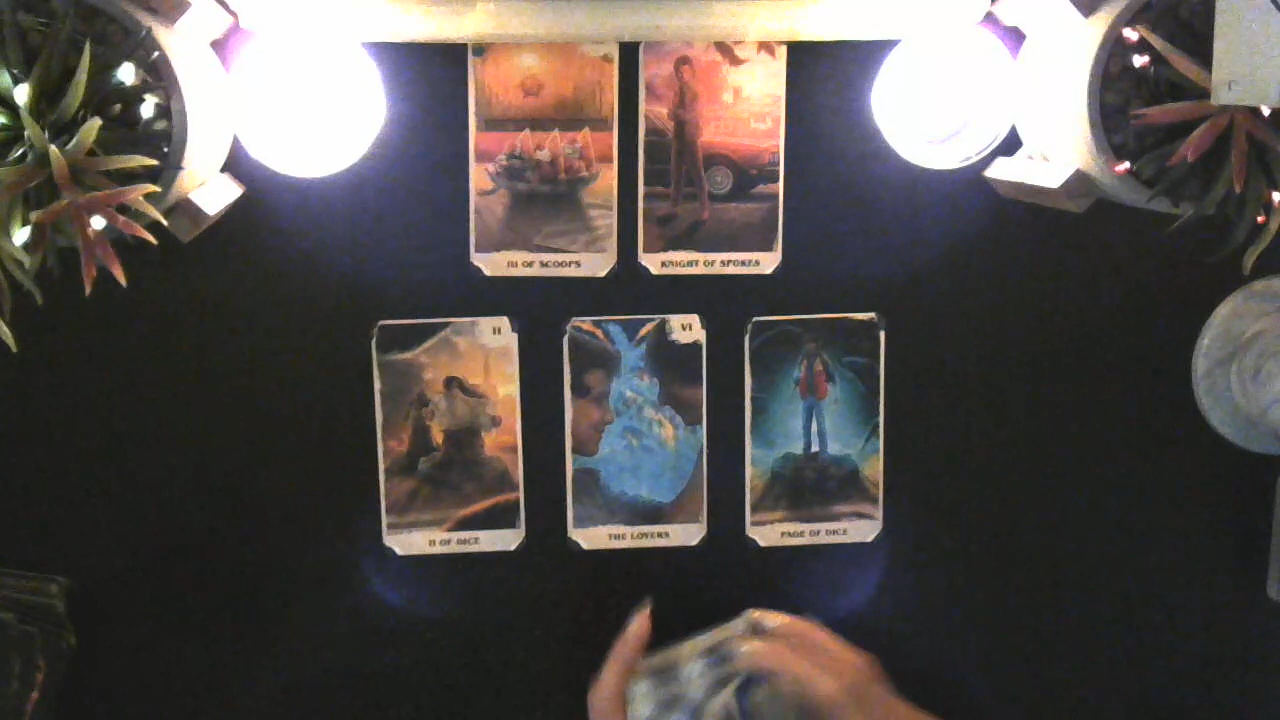 III OF SCOOPS
KNIGHT OF SPOKES
II
II OF DICE
VI
THE LOVERS
PAGE OF DICE